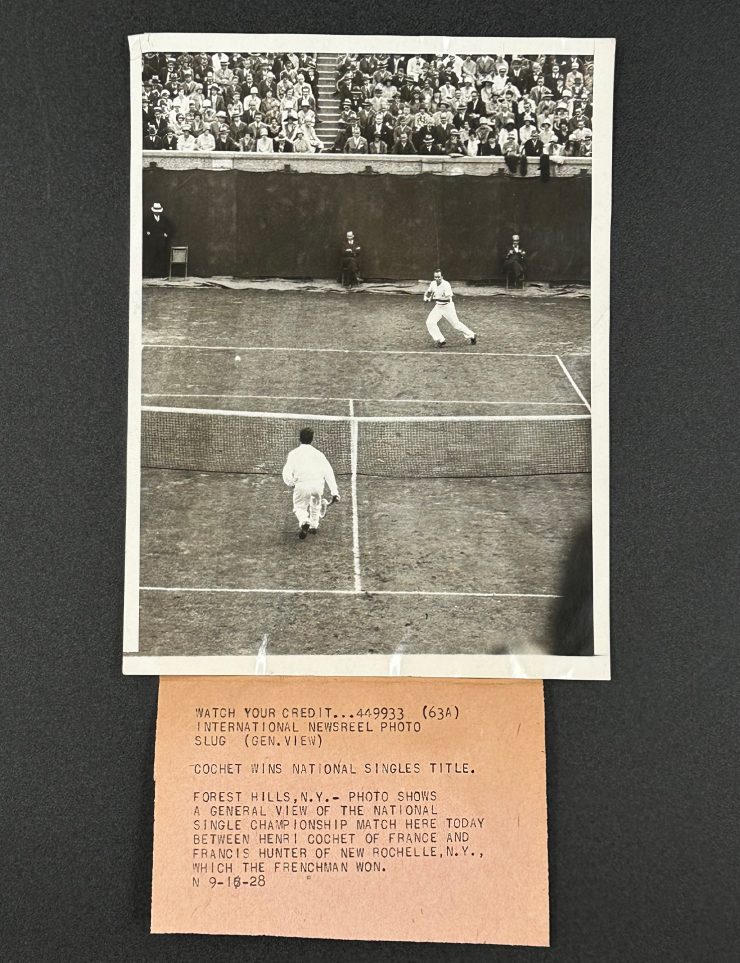 WATCH YOUR CREDIT...449933 (63A)
INTERNATIONAL NEWSREEL PHOTO
SLUG (GEN.VIEW)
COCHET WINS NATIONAL SINGLES TITLE.
FOREST HILLS,N.Y.- PHOTO SHOWS
A GENERAL VIEW OF THE NATIONAL
SINGLE CHAMPIONSHIP MATCH HERE TODAY
BETWEEN HENRI COCHET OF FRANCE AND
FRANCIS HUNTER OF NEW ROCHELLE,N.Y.,
WHICH THE FRENCHMAN WON.
N